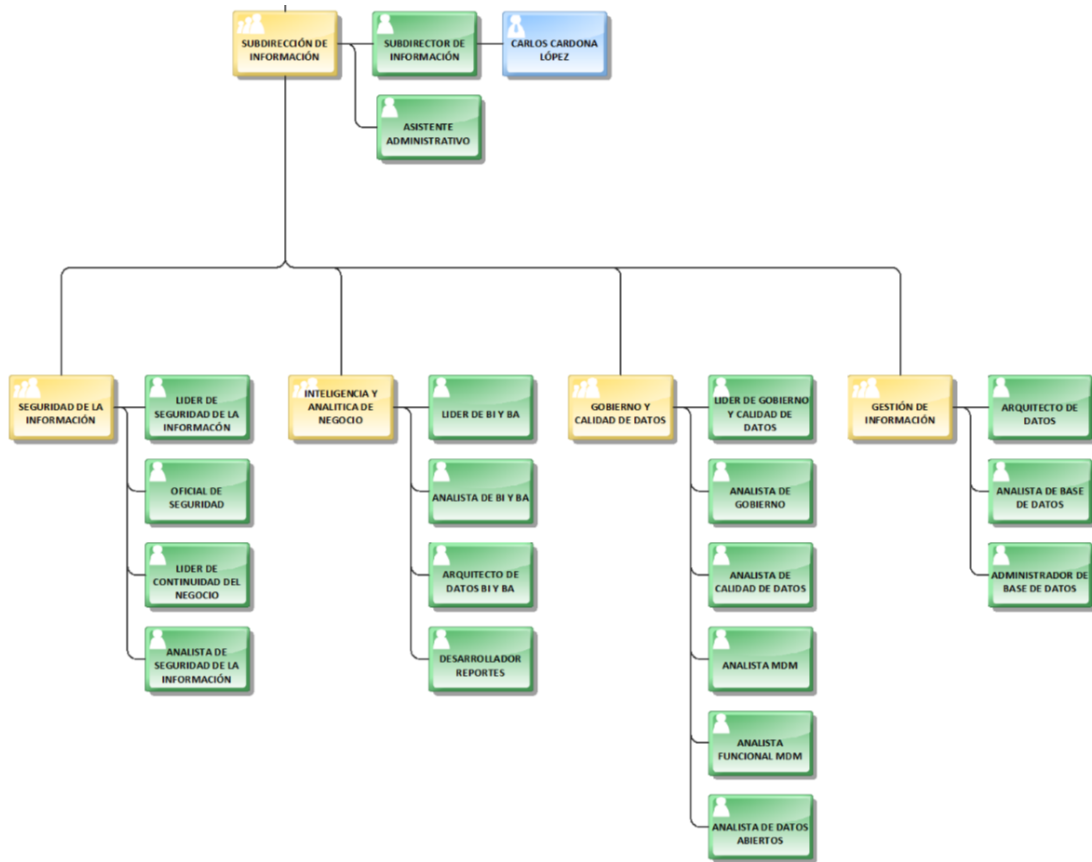 SUBDIRECCIÓN DE
INFORMACIÓN
SUBDIRECTOR DE
INFORMACIÓN
CARLOS CARDONA
LÓPEZ
ASISTENTE
ADMINISTRATIVO
SEGURIDAD DE LA
INFORMACIÓN
LIDER DE
SEGURIDAD DE LA
INFORMACÓN
OFICIAL DE
SEGURIDAD
LIDER DE
CONTINUIDAD DEL
NEGOCIO
ANALISTA DE
SEGURIDAD DE LA
INFORMACIÓN
INTELIGENCIA Y
ANALITICA DE
NEGOCIO
LIDER DE BI Y BA
ANALISTA DE BI Y BA
ARQUITECTO DE
DATOS BI Y BA
DESARROLLADOR
REPORTES
GOBIERNO Y
CALIDAD DE DATOS
LIDER DE GOBIERNO
Y CALIDAD DE
DATOS
ANALISTA DE
GOBIERNO
ANALISTA DE
CALIDAD DE DATOS
ANALISTA MDM
ANALISTA
FUNCIONAL MDM
ANALISTA DE DATOS
ABIERTOS
GESTIÓN DE
INFORMACIÓN
ARQUITECTO DE
DATOS
ANALISTA DE BASE
DE DATOS
ADMINISTRADOR DE
BASE DE DATOS